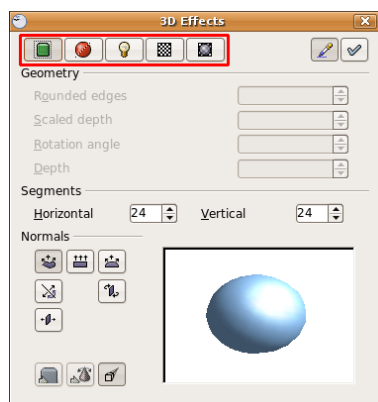 3D Effects
Geometry
Rounded edges
Scaled depth
Rotation angle
Depth
Segments
Horizontal 24 Vertical 24
Normals